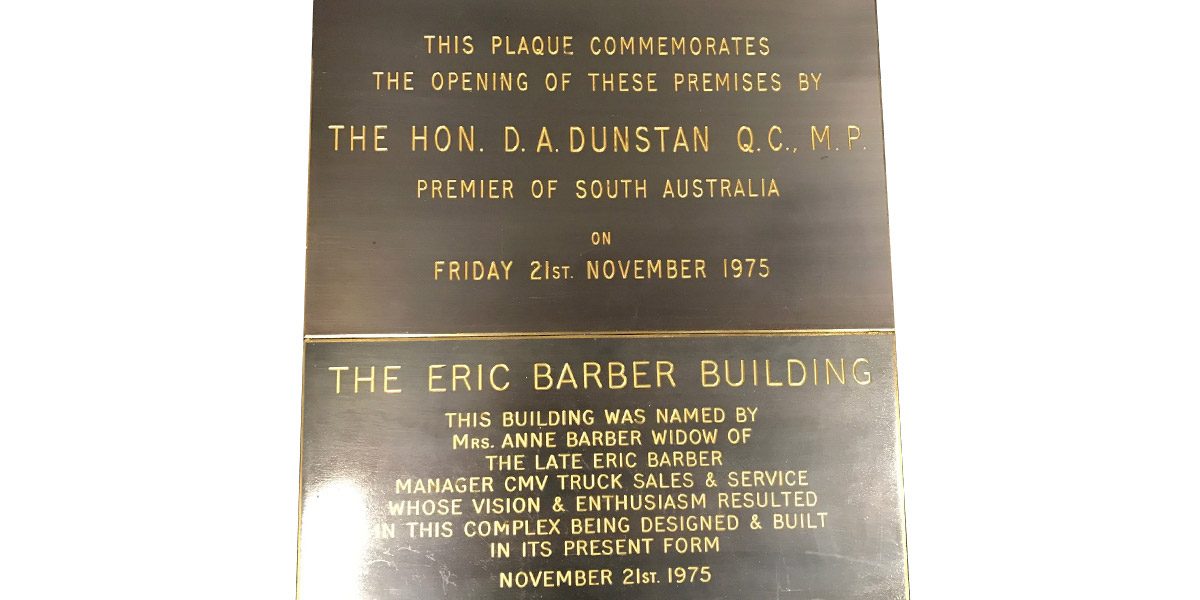 THIS PLAQUE COMMEMORATES
THE OPENING OF THESE PREMISES BY
THE HON. D. A. DUNSTAN Q.C., M.P.
PREMIER OF SOUTH AUSTRALIA
ON
FRIDAY 21ST. NOVEMBER 1975
THE ERIC BARBER BUILDING
THIS BUILDING WAS NAMED BY
MRS. ANNE BARBER WIDOW OF
THE LATE ERIC BARBER
MANAGER CMV TRUCK SALES & SERVICE
WHOSE VISION & ENTHUSIASM RESULTED
IN THIS COMPLEX BEING DESIGNED & BUILT
IN ITS PRESENT FORM
NOVEMBER 21ST. 1975